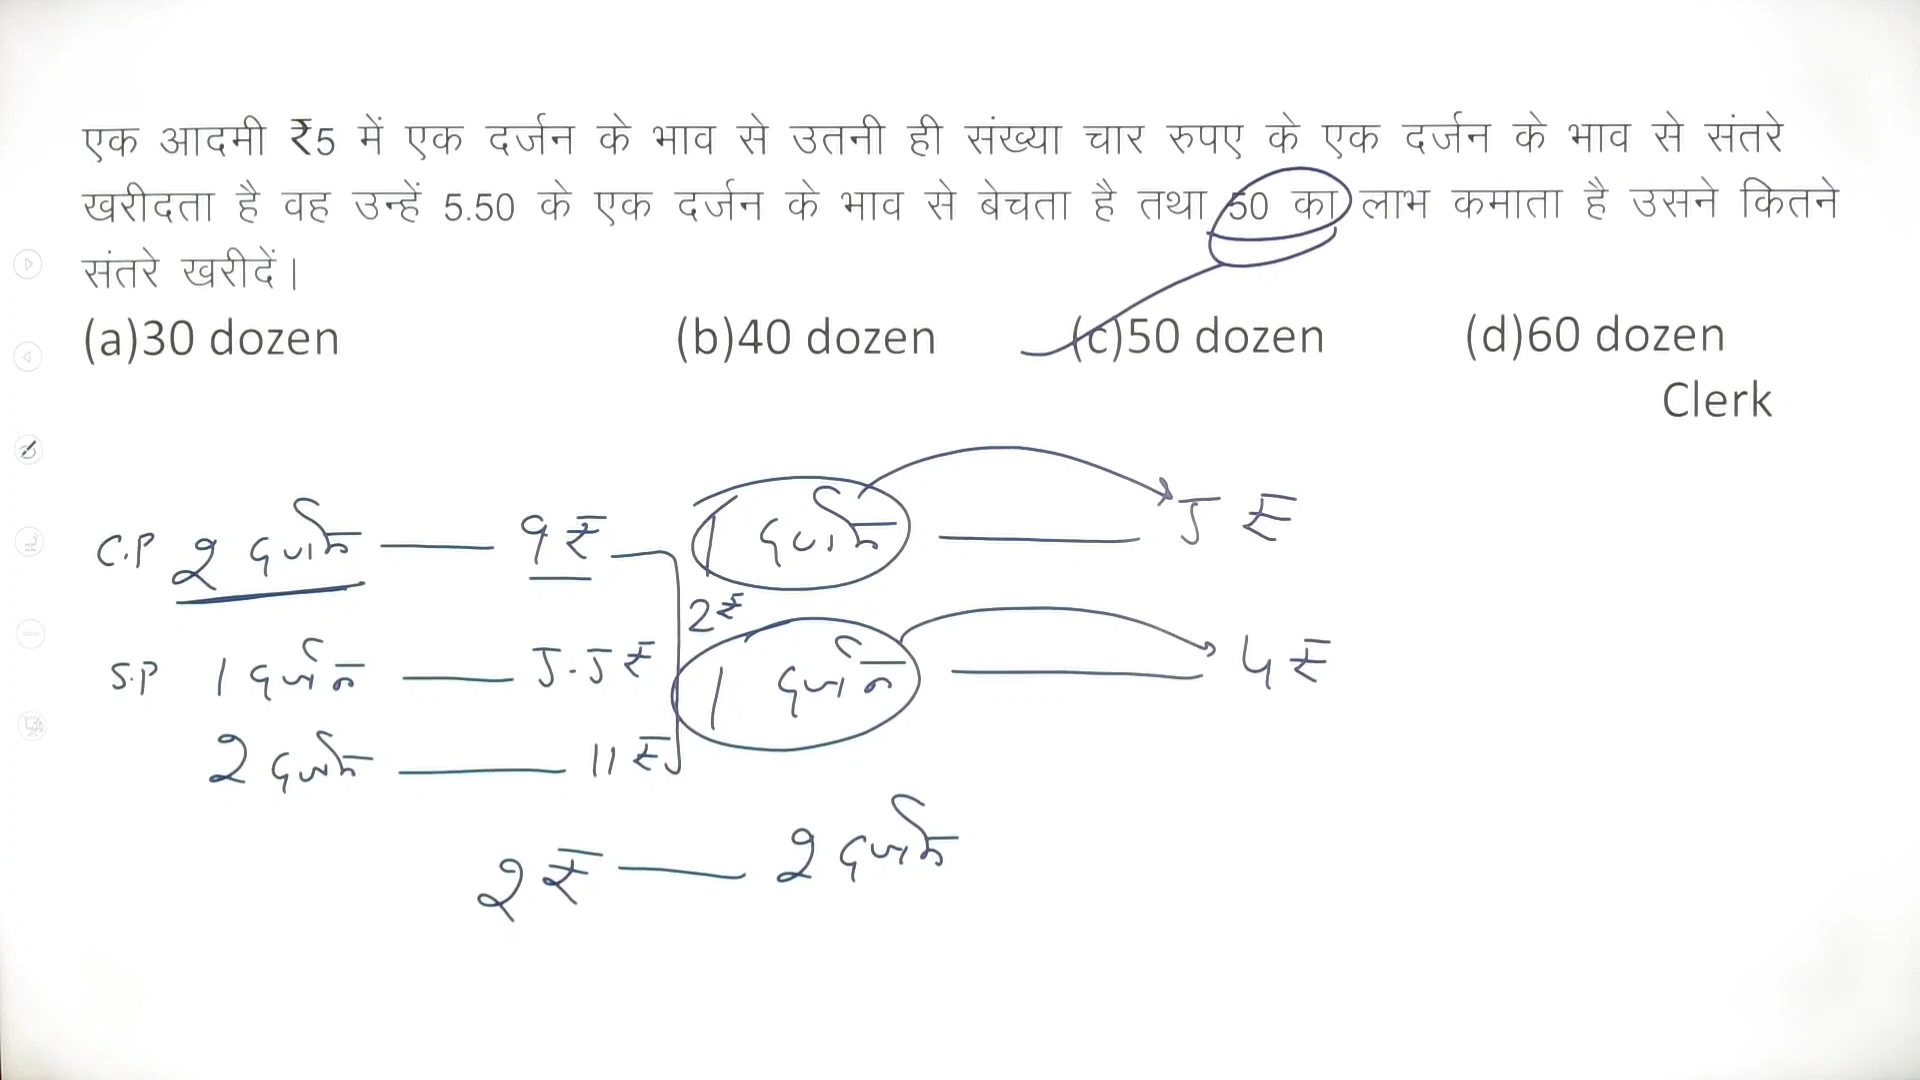 एक आदमी ₹5 में एक दर्जन के भाव से उतनी ही संख्या चार रुपए के एक दर्जन के भाव से संतरे
खरीदता है वह उन्हें 5.50 के एक दर्जन के भाव से बेचता है तथा 50 का लाभ कमाता है उसने कितने
संतरे खरीदें।
(a)30 dozen (b)40 dozen (c)50 dozen (d)60 dozen
Clerk
C.P 2 दर्जन — 9 ₹ 1 दर्जन — 5 ₹
2 ₹
S.P 1 दर्जन — 5.5 ₹ 1 दर्जन — 4 ₹
2 दर्जन — 11 ₹
2 ₹ — 2 दर्जन